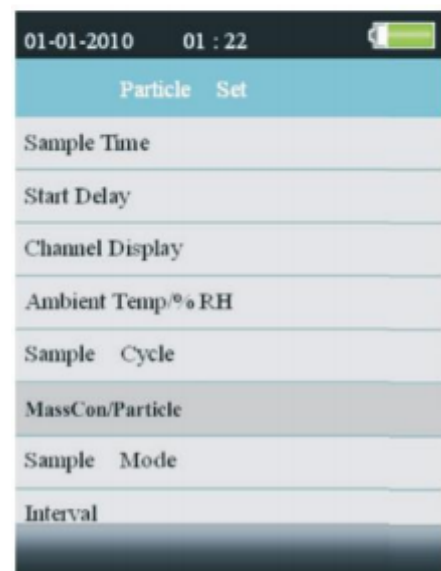 01-01-2010 01 : 22
Particle Set
Sample Time
Start Delay
Channel Display
Ambient Temp/% RH
Sample Cycle
MassCon/Particle
Sample Mode
Interval